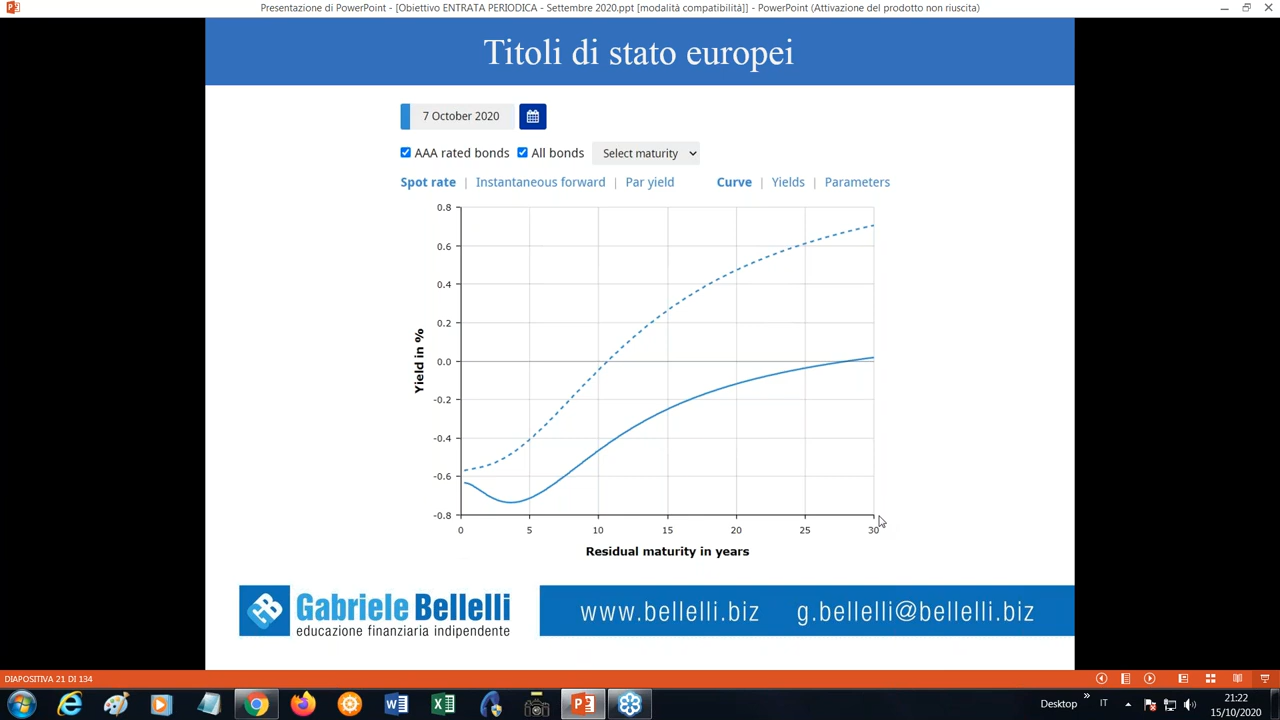 Presentazione di PowerPoint - [Obiettivo ENTRATA PERIODICA - Settembre 2020.ppt [modalità compatibilità]] - PowerPoint (Attivazione del prodotto non riuscita)
Titoli di stato europei
7 October 2020
AAA rated bonds All bonds Select maturity
Spot rate | Instantaneous forward | Par yield Curve | Yields | Parameters
0.8
0.6
0.4
0.2
0.0
-0.2
-0.4
-0.6
-0.8
Yield in %
0 5 10 15 20 25 30
Residual maturity in years
Gabriele Bellelli
educazione finanziaria indipendente
www.bellelli.biz g.bellelli@bellelli.biz
DIAPOSITIVA 21 DI 134
Desktop » IT 21:22
15/10/2020